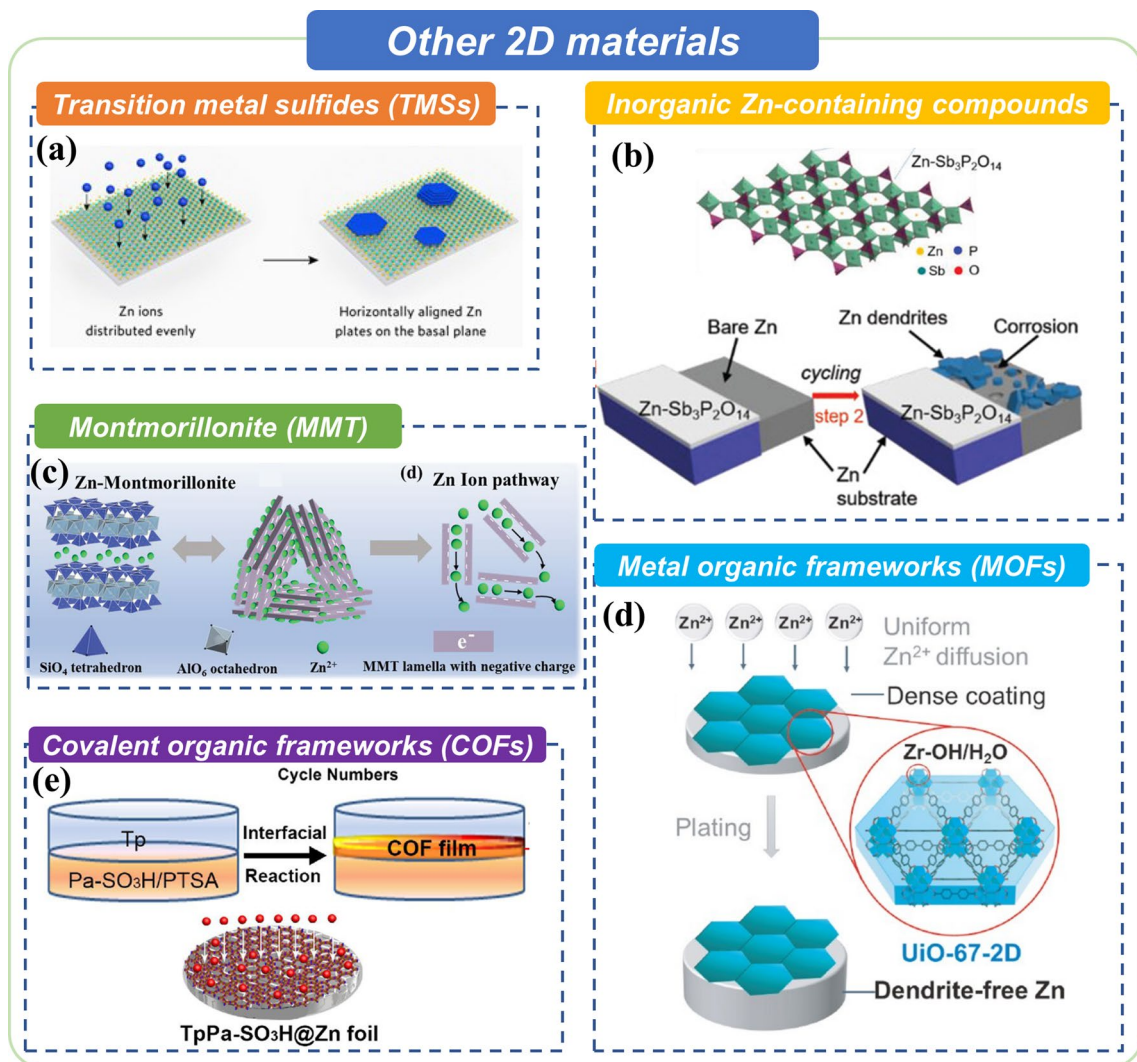 Other 2D materials
Transition metal sulfides (TMSs)
(a)
Zn ions
distributed evenly
Horizontally aligned Zn
plates on the basal plane
Inorganic Zn-containing compounds
(b)
Zn-Sb₃P₂O₁₄
Zn P
Sb O
Bare Zn
Zn dendrites
Corrosion
Zn-Sb₃P₂O₁₄
cycling
step 2
Zn-Sb₃P₂O₁₄
Zn
substrate
Montmorillonite (MMT)
(c)
Zn-Montmorillonite
(d)
Zn Ion pathway
e⁻
SiO₄ tetrahedron
AlO₆ octahedron
Zn²⁺
MMT lamella with negative charge
Metal organic frameworks (MOFs)
(d)
Zn²⁺ Zn²⁺ Zn²⁺ Zn²⁺
Uniform
Zn²⁺ diffusion
Dense coating
Zr-OH/H₂O
Plating
UiO-67-2D
Dendrite-free Zn
Covalent organic frameworks (COFs)
(e)
Cycle Numbers
Tp
Pa-SO₃H/PTSA
Interfacial
Reaction
COF film
TpPa-SO₃H@Zn foil